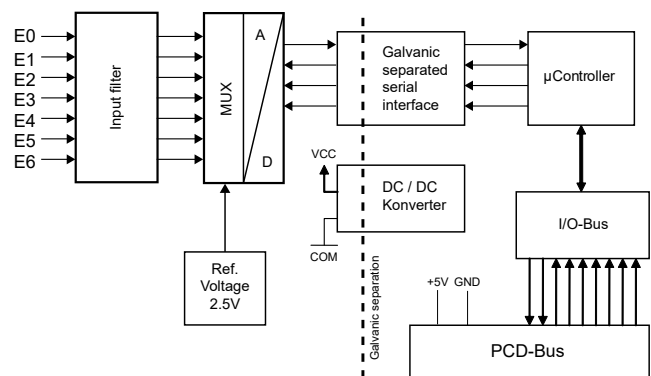 E0
E1
E2
E3
E4
E5
E6
Input filter
MUX
A
D
Ref.
Voltage
2.5V
Galvanic
separated
serial
interface
µController
VCC
COM
DC / DC
Konverter
Galvanic separation
I/O-Bus
+5V GND
PCD-Bus